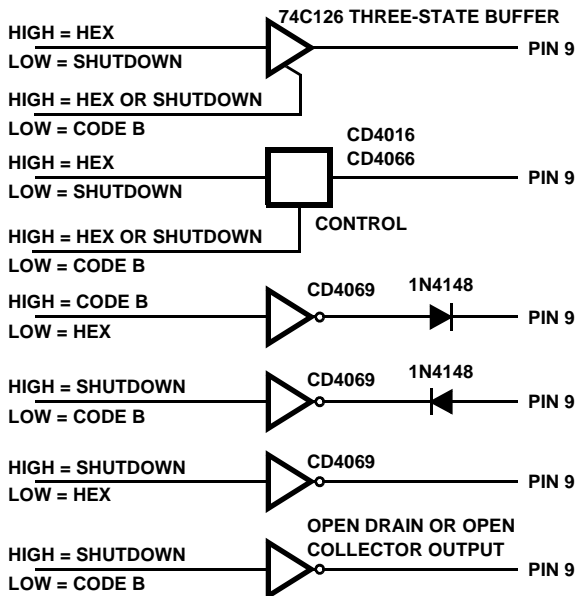 74C126 THREE-STATE BUFFER
HIGH = HEX
LOW = SHUTDOWN
PIN 9
HIGH = HEX OR SHUTDOWN
LOW = CODE B
CD4016
CD4066
HIGH = HEX
LOW = SHUTDOWN
PIN 9
CONTROL
HIGH = HEX OR SHUTDOWN
LOW = CODE B
HIGH = CODE B
LOW = HEX
CD4069
1N4148
PIN 9
HIGH = SHUTDOWN
LOW = CODE B
CD4069
1N4148
PIN 9
HIGH = SHUTDOWN
LOW = HEX
CD4069
PIN 9
OPEN DRAIN OR OPEN
COLLECTOR OUTPUT
HIGH = SHUTDOWN
LOW = CODE B
PIN 9